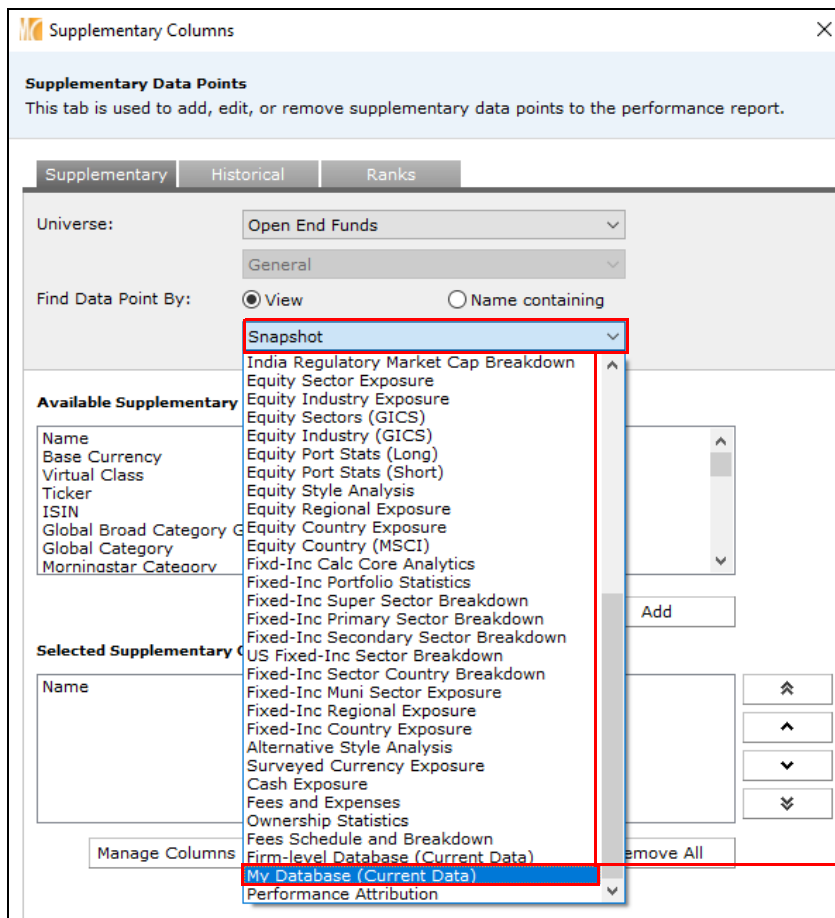 Supplementary Columns
Supplementary Data Points
This tab is used to add, edit, or remove supplementary data points to the performance report.
Supplementary Historical Ranks
Universe: Open End Funds
General
Find Data Point By: View Name containing
Snapshot
India Regulatory Market Cap Breakdown
Equity Sector Exposure
Equity Industry Exposure
Equity Sectors (GICS)
Equity Industry (GICS)
Equity Port Stats (Long)
Equity Port Stats (Short)
Equity Style Analysis
Equity Regional Exposure
Equity Country Exposure
Equity Country (MSCI)
Fixd-Inc Calc Core Analytics
Fixed-Inc Portfolio Statistics
Fixed-Inc Super Sector Breakdown
Fixed-Inc Primary Sector Breakdown
Fixed-Inc Secondary Sector Breakdown
US Fixed-Inc Sector Breakdown
Fixed-Inc Sector Country Breakdown
Fixed-Inc Muni Sector Exposure
Fixed-Inc Regional Exposure
Fixed-Inc Country Exposure
Alternative Style Analysis
Surveyed Currency Exposure
Cash Exposure
Fees and Expenses
Ownership Statistics
Fees Schedule and Breakdown
Firm-level Database (Current Data)
My Database (Current Data)
Performance Attribution
Available Supplementary
Name
Base Currency
Virtual Class
Ticker
ISIN
Global Broad Category G
Global Category
Morningstar Category
Add
Selected Supplementary
Name
Manage Columns
emove All